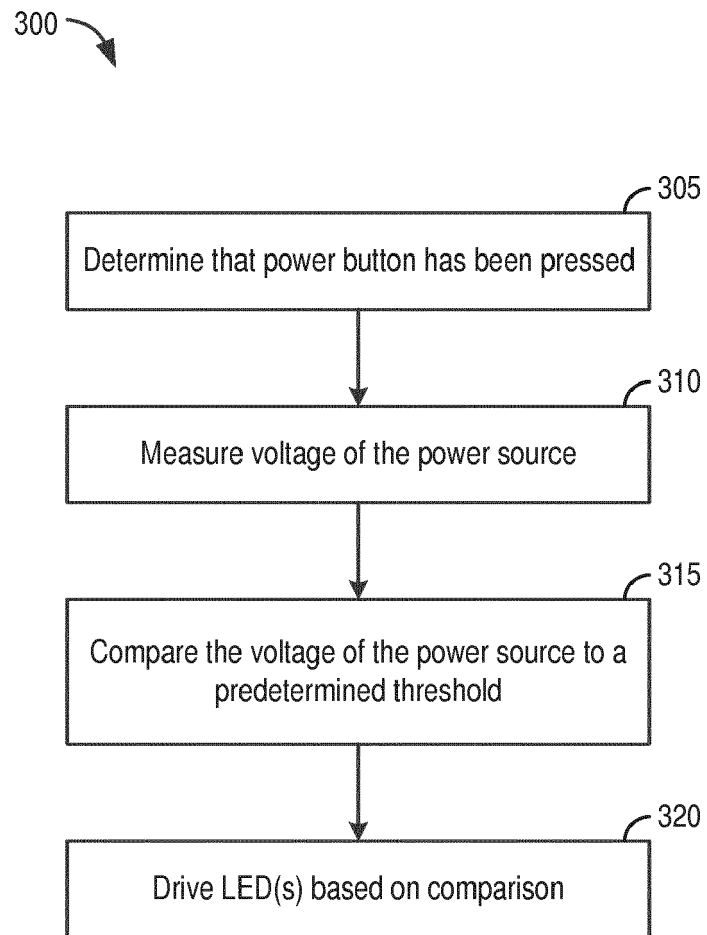 300
305
Determine that power button has been pressed
310
Measure voltage of the power source
315
Compare the voltage of the power source to a
predetermined threshold
320
Drive LED(s) based on comparison